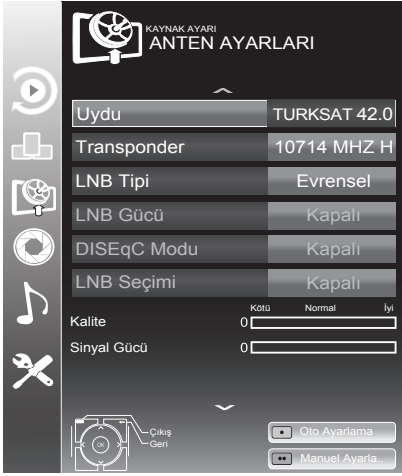 KAYNAK AYARI
ANTEN AYARLARI
Uydu TURKSAT 42.0
Transponder 10714 MHZ H
LNB Tipi Evrensel
LNB Gücü Kapalı
DISEqC Modu Kapalı
LNB Seçimi Kapalı
Kötü Normal İyi
Kalite 0
Sinyal Gücü 0
Çıkış
Geri
OK
Oto Ayarlama
Manuel Ayarla..